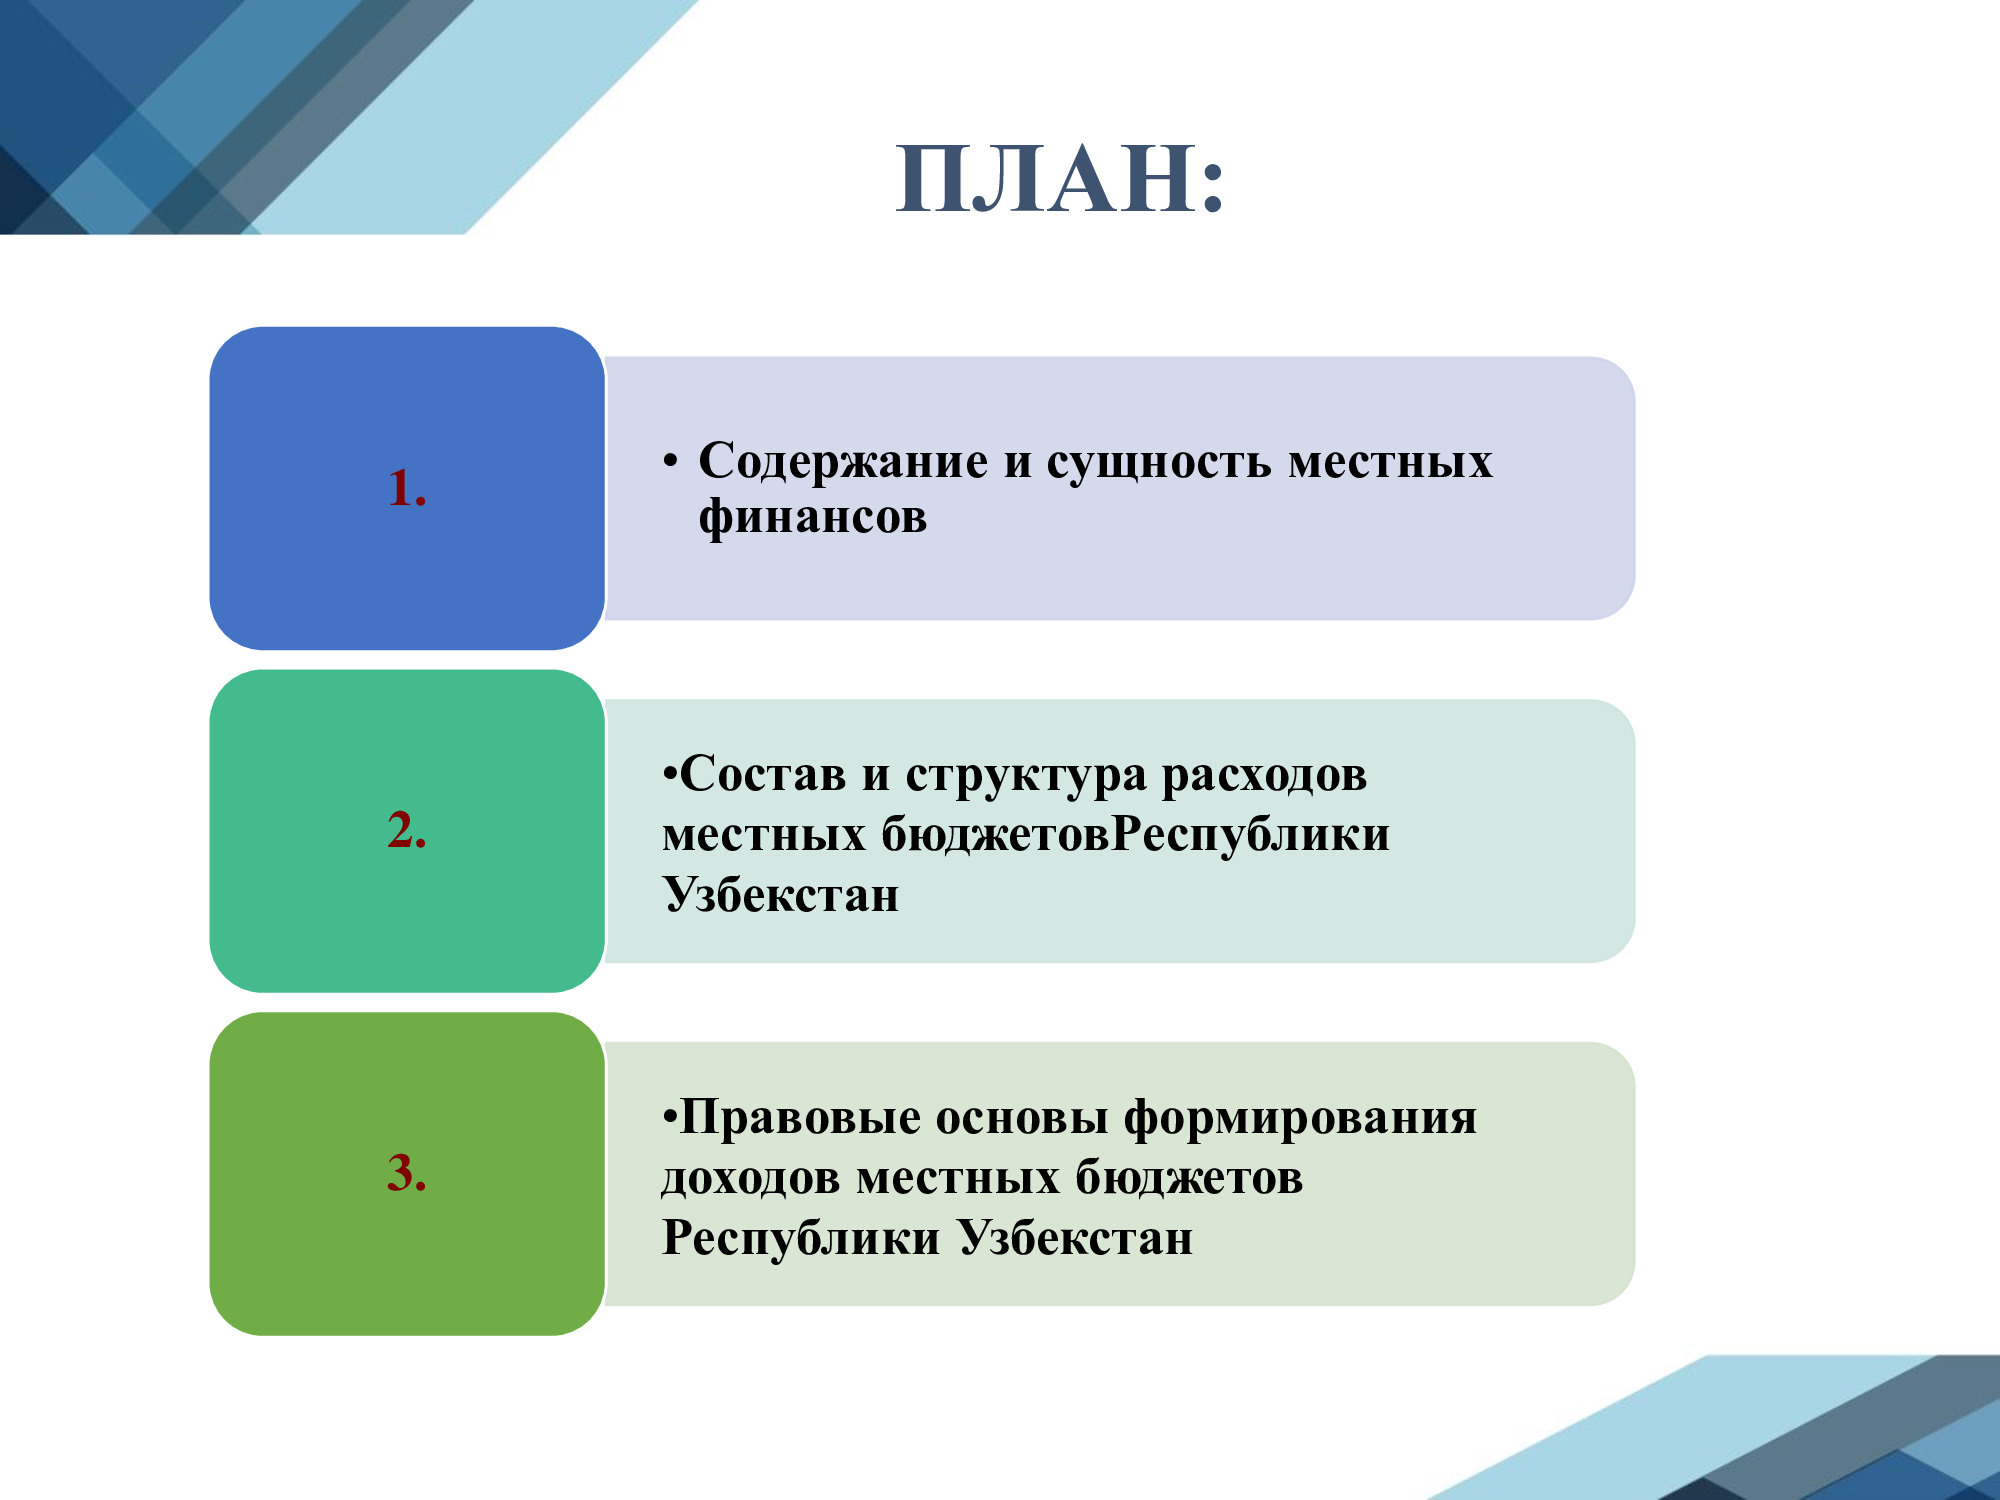 ПЛАН:
1.
• Содержание и сущность местных
финансов
2.
•Состав и структура расходов
местных бюджетовРеспублики
Узбекстан
3.
•Правовые основы формирования
доходов местных бюджетов
Республики Узбекстан